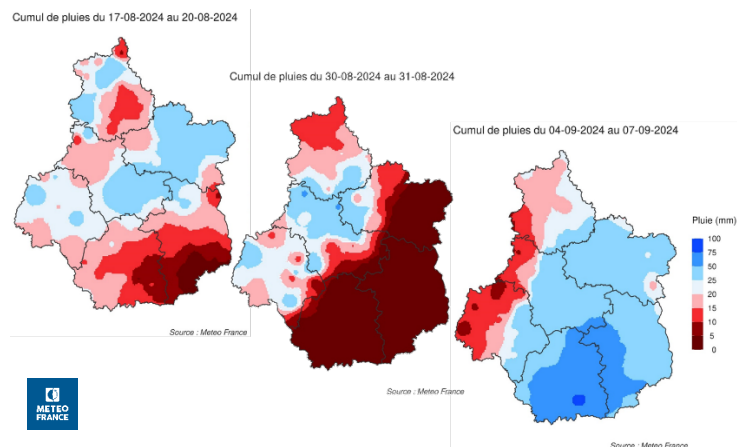 Cumul de pluies du 17-08-2024 au 20-08-2024
Source : Meteo France
Cumul de pluies du 30-08-2024 au 31-08-2024
Source : Meteo France
Cumul de pluies du 04-09-2024 au 07-09-2024
Pluie (mm)
100
75
50
25
20
15
10
5
0
Source : Meteo France
METEO
FRANCE